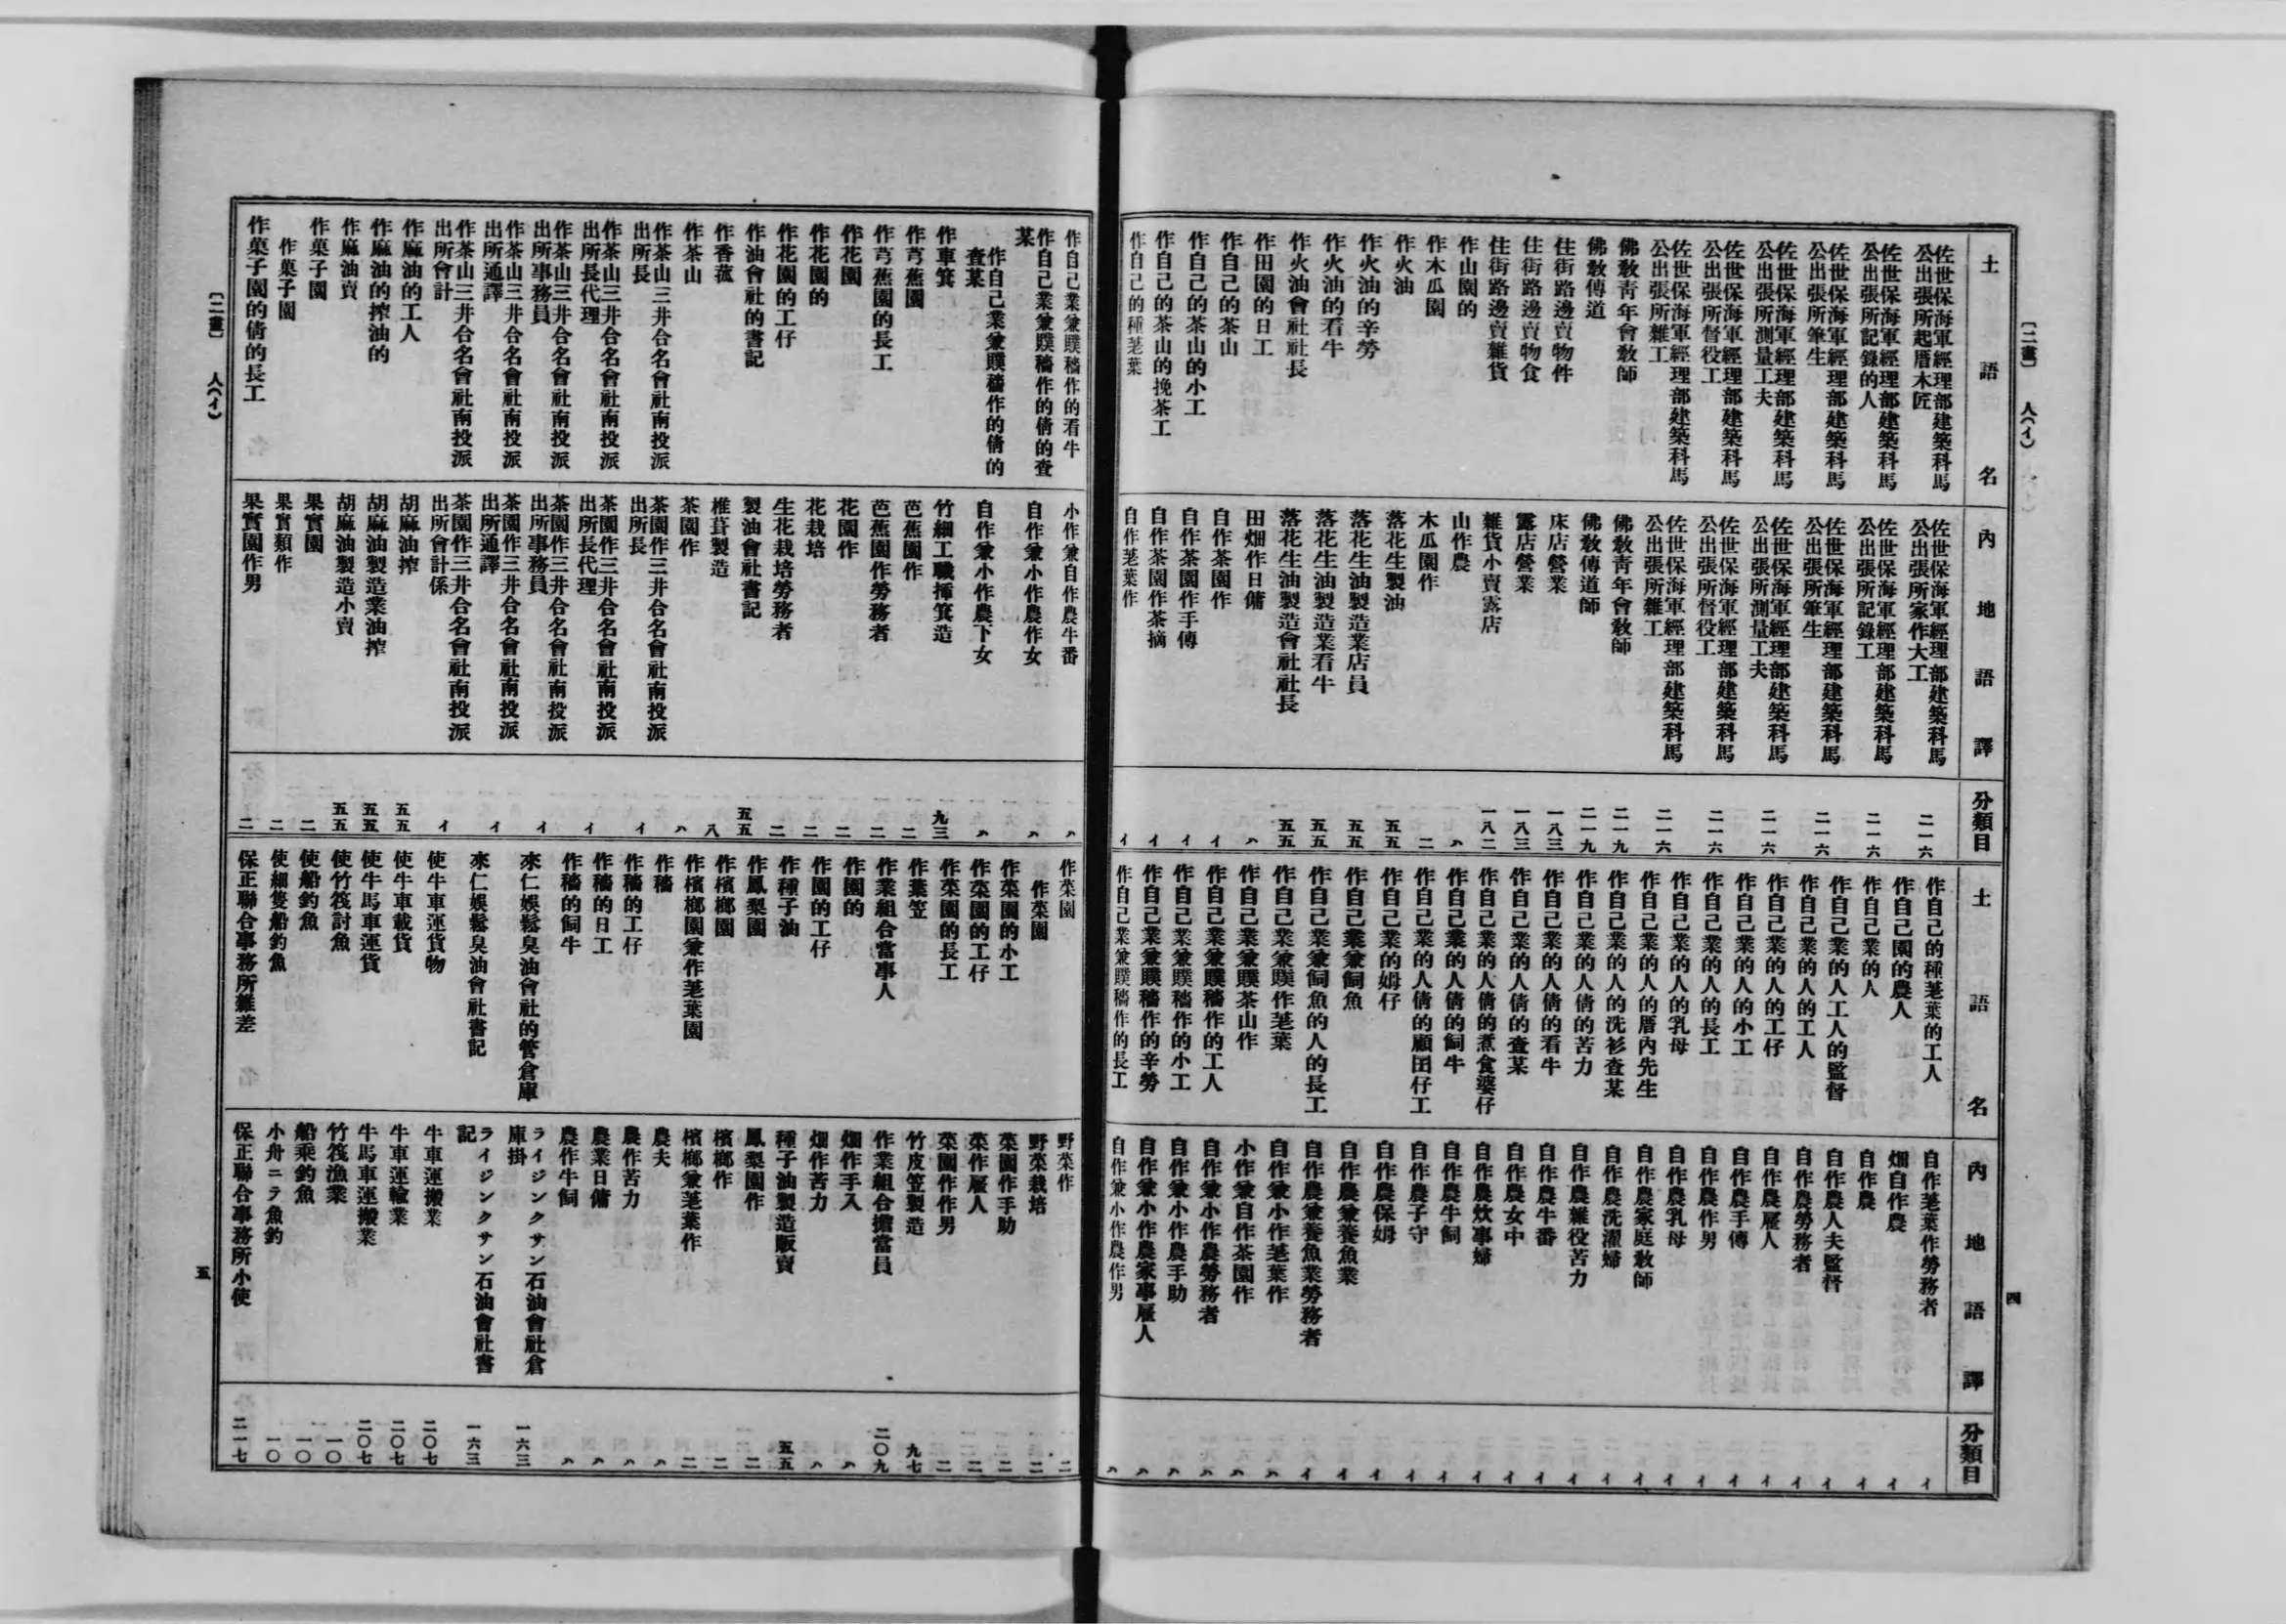 〔二畫〕 人(イ)
四
土語名
內地語譯
分類目
佐世保海軍經理部建築科馬
公出張所起厝木匠
佐世保海軍經理部建築科馬
公出張所家作大工
二一六
佐世保海軍經理部建築科馬
公出張所記錄的人
佐世保海軍經理部建築科馬
公出張所記錄工
二一六
佐世保海軍經理部建築科馬
公出張所筆生
佐世保海軍經理部建築科馬
公出張所筆生
二一六
佐世保海軍經理部建築科馬
公出張所測量工夫
佐世保海軍經理部建築科馬
公出張所測量工夫
二一六
佐世保海軍經理部建築科馬
公出張所督役工
佐世保海軍經理部建築科馬
公出張所督役工
二一六
佐世保海軍經理部建築科馬
公出張所雜工
佐世保海軍經理部建築科馬
公出張所雜工
二一六
佛敎靑年會敎師
佛敎靑年會敎師
二一九
佛敎傳道
佛敎傳道師
二一九
住街路邊賣物件
床店營業
一八三
住街路邊賣物食
露店營業
一八三
住街路邊賣雜貨
雜貨小賣露店
一八二
作山園的
山作農
ハ
作木瓜園
木瓜園作
二
作火油
落花生製油
五五
作火油的辛勞
落花生油製造業店員
五五
作火油的看牛
落花生油製造業看牛
五五
作火油會社社長
落花生油製造會社社長
五五
作田園的日工
田畑作日傭
ハ
作自己的茶山
自作茶園作
イ
作自己的茶山的小工
自作茶園作手傳
イ
作自己的茶山的挽茶工
自作茶園作茶摘
イ
作自己的種荖葉
自作荖葉作
イ
土語名
內地語譯
分類目
作自己的種荖葉的工人
自作荖葉作勞務者
イ
作自己園的農人
畑自作農
イ
作自己業的人
自作農
イ
作自己業的人工人的監督
自作農人夫監督
イ
作自己業的人的工人
自作農勞務者
イ
作自己業的人的工仔
自作農雇人
イ
作自己業的人的小工
自作農手傳
イ
作自己業的人的長工
自作農作男
イ
作自己業的人的乳母
自作農乳母
イ
作自己業的人的厝內先生
自作農家庭敎師
イ
作自己業的人的洗衫查某
自作農洗濯婦
イ
作自己業的人倩的苦力
自作農雜役苦力
イ
作自己業的人倩的看牛
自作農牛番
イ
作自己業的人倩的查某
自作農女中
イ
作自己業的人倩的煮食婆仔
自作農炊事婦
イ
作自己業的人倩的飼牛
自作農牛飼
イ
作自己業的人倩的顧囝仔工
自作農子守
イ
作自己業的姆仔
自作農保姆
イ
作自己業兼飼魚
自作農兼養魚業
イ
作自己業兼飼魚的人的長工
自作農兼養魚業勞務者
イ
作自己業兼贌作荖葉
自作兼小作荖葉作
ハ
作自己業兼贌茶山作
小作兼自作茶園作
ハ
作自己業兼贌穡作的工人
自作兼小作農勞務者
ハ
作自己業兼贌穡作的小工
自作兼小作農手助
ハ
作自己業兼贌穡作的辛勞
自作兼小作農家事雇人
ハ
作自己業兼贌穡作的長工
自作兼小作農作男
ハ
作自己業兼贌穡作的看牛
小作兼自作農牛番
ハ
作自己業兼贌穡作的倩的查
某
自作兼小作農作女
ハ
作自己業兼贌穡作的倩的
查某
自作兼小作農下女
ハ
作車箕
竹細工職捅箕造
九三
作芎蕉園
芭蕉園作
二
作芎蕉園的長工
芭蕉園作勞務者
二
作花園
花園作
二
作花園的
花栽培
二
作花園的工仔
生花栽培勞務者
二
作油會社的書記
製油會社書記
五五
作香菰
椎茸製造
八
作茶山
茶園作
ハ
作茶山三井合名會社南投派
出所長
茶園作三井合名會社南投派
出所長
イ
作茶山三井合名會社南投派
出所長代理
茶園作三井合名會社南投派
出所長代理
イ
作茶山三井合名會社南投派
出所事務員
茶園作三井合名會社南投派
出所事務員
イ
作茶山三井合名會社南投派
出所通譯
茶園作三井合名會社南投派
出所通譯
イ
作茶山三井合名會社南投派
出所會計
茶園作三井合名會社南投派
出所會計係
イ
作麻油的工人
胡麻油搾
五五
作麻油的搾油的
胡麻油製造業油搾
五五
作麻油賣
胡麻油製造小賣
五五
作菓子園
果實園
二
作菓子園
果實類作
二
作菓子園的倩的長工
果實園作男
二
作菜園
野菜作
二
作菜園
野菜栽培
二
作菜園的小工
菜園作手助
二
作菜園的工仔
菜作雇人
二
作菜園的長工
菜園作作男
二
作葉笠
竹皮笠製造
九七
作業組合當事人
作業組合擔當員
二〇九
作園的
畑作手入
ハ
作園的工仔
畑作苦力
ハ
作種子油
種子油製造販賣
五五
作鳳梨園
鳳梨園作
二
作檳榔園
檳榔作
二
作檳榔園兼作荖葉園
檳榔兼荖葉作
二
作穡
農夫
ハ
作穡的工仔
農作苦力
ハ
作穡的日工
農業日傭
ハ
作穡的飼牛
農作牛飼
ハ
來仁娛鬆臭油會社的管倉庫
ライジンクサン石油會社倉
庫掛
一六三
來仁娛鬆臭油會社書記
ライジンクサン石油會社書
記
一六三
使牛車運貨物
牛車運搬業
二〇七
使牛車載貨
牛車運輸業
二〇七
使牛馬車運貨
牛馬車運搬業
二〇七
使竹筏討魚
竹筏漁業
一〇
使船釣魚
船乘釣魚
一〇
使細隻船釣魚
小舟ニテ魚釣
一〇
保正聯合事務所雜差
保正聯合事務所小使
二一七
〔二畫〕 人(イ)
五